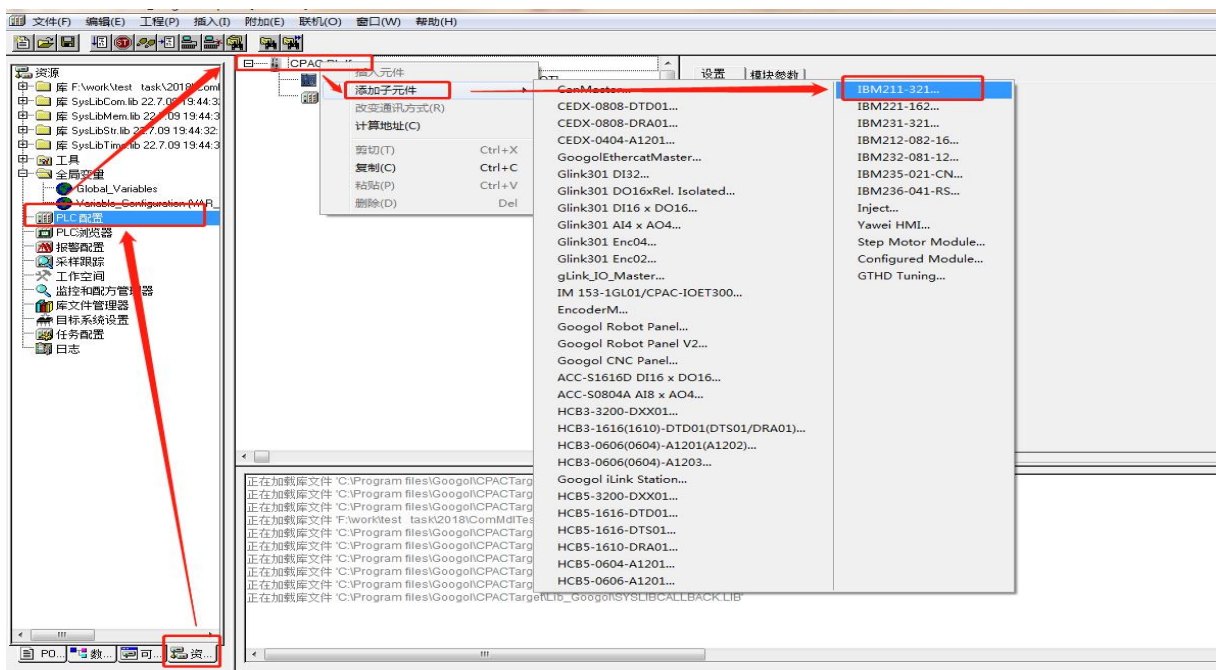 文件(F) 编辑(E) 工程(P) 插入(I) 附加(E) 联机(O) 窗口(W) 帮助(H)
资源
库 F:\work\test task\2018\Coml
库 SysLibCom.lib 22.7.09 19:44:3
库 SysLibMem.lib 22.7.09 19:44:3
库 SysLibStr.lib 22.7.09 19:44:32:
库 SysLibTime.lib 22.7.09 19:44:3
工具
全局变量
Global_Variables
Variable_Configuration (VAR_
PLC 配置
PLC浏览器
报警配置
采样跟踪
工作空间
监控和配方管理器
库文件管理器
目标系统设置
任务配置
日志
PO...
数...
可...
资...
插入元件
添加子元件
改变通讯方式(R)
计算地址(C)
剪切(T) Ctrl+X
复制(C) Ctrl+C
粘贴(P) Ctrl+V
删除(D) Del
设置
模块参数
CanMaster...
CEDX-0808-DTD01...
CEDX-0808-DRA01...
CEDX-0404-A1201...
GoogolEthercatMaster...
Glink301 DI32...
Glink301 DO16xRel. Isolated...
Glink301 DI16 x DO16...
Glink301 AI4 x AO4...
Glink301 Enc04...
Glink301 Enc02...
gLink_IO_Master...
IM 153-1GL01/CPAC-IOET300...
EncoderM...
Googol Robot Panel...
Googol Robot Panel V2...
Googol CNC Panel...
ACC-S1616D DI16 x DO16...
ACC-S0804A AI8 x AO4...
HCB3-3200-DXX01...
HCB3-1616(1610)-DTD01(DTS01/DRA01)...
HCB3-0606(0604)-A1201(A1202)...
HCB3-0606(0604)-A1203...
Googol iLink Station...
HCB5-3200-DXX01...
HCB5-1616-DTD01...
HCB5-1616-DTS01...
HCB5-1610-DRA01...
HCB5-0604-A1201...
HCB5-0606-A1201...
IBM211-321...
IBM221-162...
IBM231-321...
IBM212-082-16...
IBM232-081-12...
IBM235-021-CN...
IBM236-041-RS...
Inject...
Yawei HMI...
Step Motor Module...
Configured Module...
GTHD Tuning...
正在加载库文件 'C:\Program files\Googol\CPACTarg
正在加载库文件 'C:\Program files\Googol\CPACTarg
正在加载库文件 'C:\Program files\Googol\CPACTarg
正在加载库文件 'F:\work\test task\2018\ComMdlTes
正在加载库文件 'C:\Program files\Googol\CPACTarg
正在加载库文件 'C:\Program files\Googol\CPACTarg
正在加载库文件 'C:\Program files\Googol\CPACTarg
正在加载库文件 'C:\Program files\Googol\CPACTarg
正在加载库文件 'C:\Program files\Googol\CPACTarg
正在加载库文件 'C:\Program files\Googol\CPACTarget\Lib_Googol\SYSLIBCALLBACK.LIB'